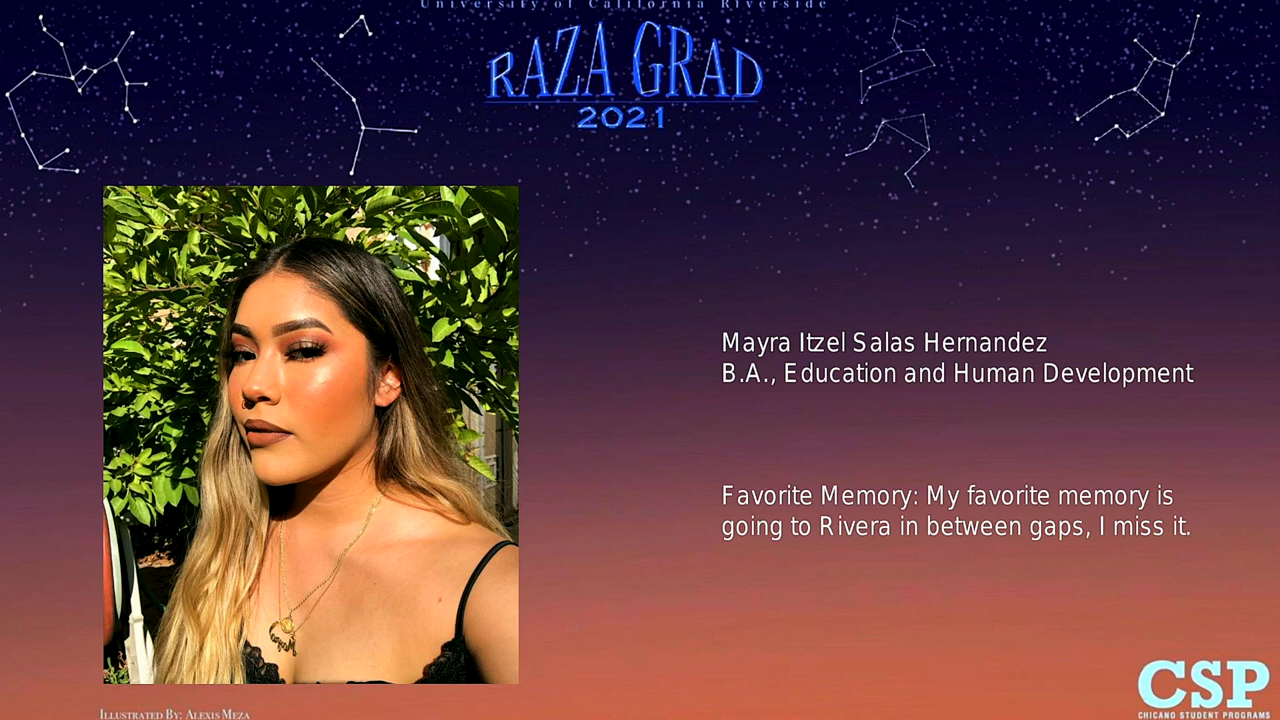 University of California Riverside
RAZA GRAD
2021
Mayra Itzel Salas Hernandez
B.A., Education and Human Development
Favorite Memory: My favorite memory is
going to Rivera in between gaps, I miss it.
Mayra
CSP
CHICANO STUDENT PROGRAMS
ILLUSTRATED BY: ALEXIS MEZA